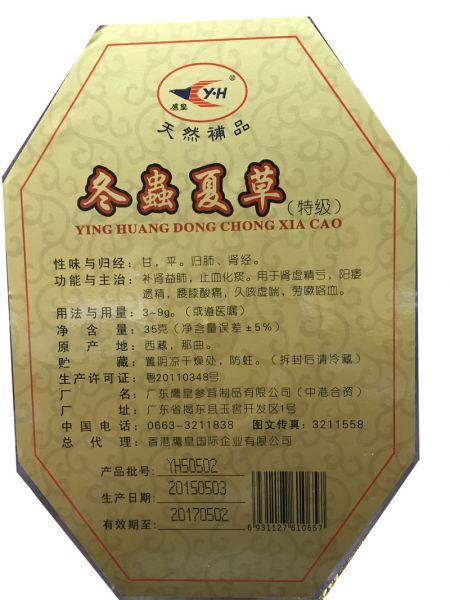 Y·H®
鹰皇
天然補品
冬蟲夏草(特级)
YING HUANG DONG CHONG XIA CAO
性味与归经:甘,平。归肺、肾经。
功能与主治:补肾益肺,止血化痰。用于肾虚精亏,阳痿
遗精,腰膝酸痛,久咳虚喘,劳嗽咯血。
用法与用量:3-9g。(或遵医嘱)
净 含 量:35克(净含量误差±5%)
原 产 地:西藏,那曲。
贮 藏:置阴凉干燥处,防蛀。(拆封后请冷藏)
生产许可证:粤20110348号
厂 名:广东鹰皇参茸制品有限公司(中港合资)
厂 址:广东省揭东县玉窖开发区1号
中国电话:0663-3211838 图文传真:3211558
总 代 理:香港鹰皇国际企业有限公司
产品批号:YH50502
生产日期:20150503
有效期至:20170502
6 931127 610657